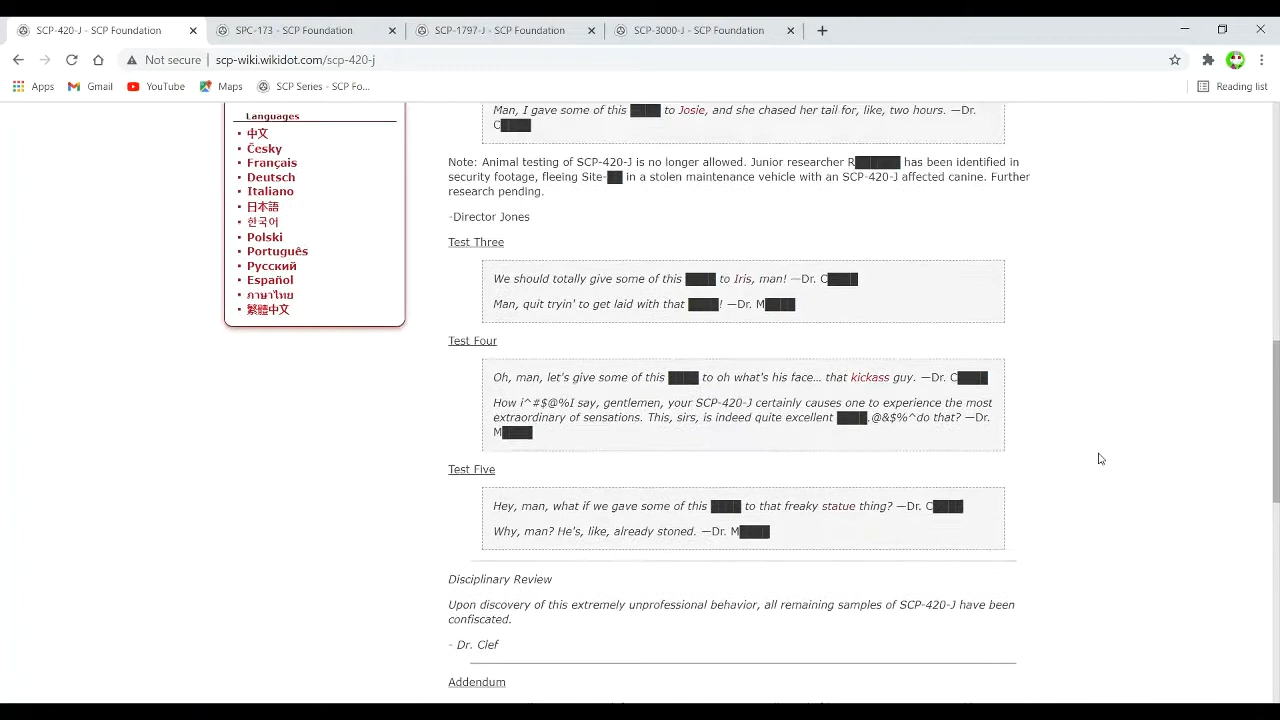 SCP-420-J - SCP Foundation
SPC-173 - SCP Foundation
SCP-1797-J - SCP Foundation
SCP-3000-J - SCP Foundation
Not secure | scp-wiki.wikidot.com/scp-420-j
Apps Gmail YouTube Maps SCP Series - SCP Fo... Reading list
Languages
中文
Česky
Français
Deutsch
Italiano
日本語
한국어
Polski
Português
Русский
Español
ภาษาไทย
繁體中文
Man, I gave some of this ████ to Josie, and she chased her tail for, like, two hours. —Dr.
C████
Note: Animal testing of SCP-420-J is no longer allowed. Junior researcher R██████ has been identified in
security footage, fleeing Site-██ in a stolen maintenance vehicle with an SCP-420-J affected canine. Further
research pending.
-Director Jones
Test Three
We should totally give some of this ████ to Iris, man! —Dr. C████
Man, quit tryin' to get laid with that ████! —Dr. M████
Test Four
Oh, man, let's give some of this ████ to oh what's his face... that kickass guy. —Dr. C████
How i^#$@%I say, gentlemen, your SCP-420-J certainly causes one to experience the most
extraordinary of sensations. This, sirs, is indeed quite excellent ████.@&$%^do that? —Dr.
M████
Test Five
Hey, man, what if we gave some of this ████ to that freaky statue thing? —Dr. C████
Why, man? He's, like, already stoned. —Dr. M████
Disciplinary Review
Upon discovery of this extremely unprofessional behavior, all remaining samples of SCP-420-J have been
confiscated.
- Dr. Clef
Addendum